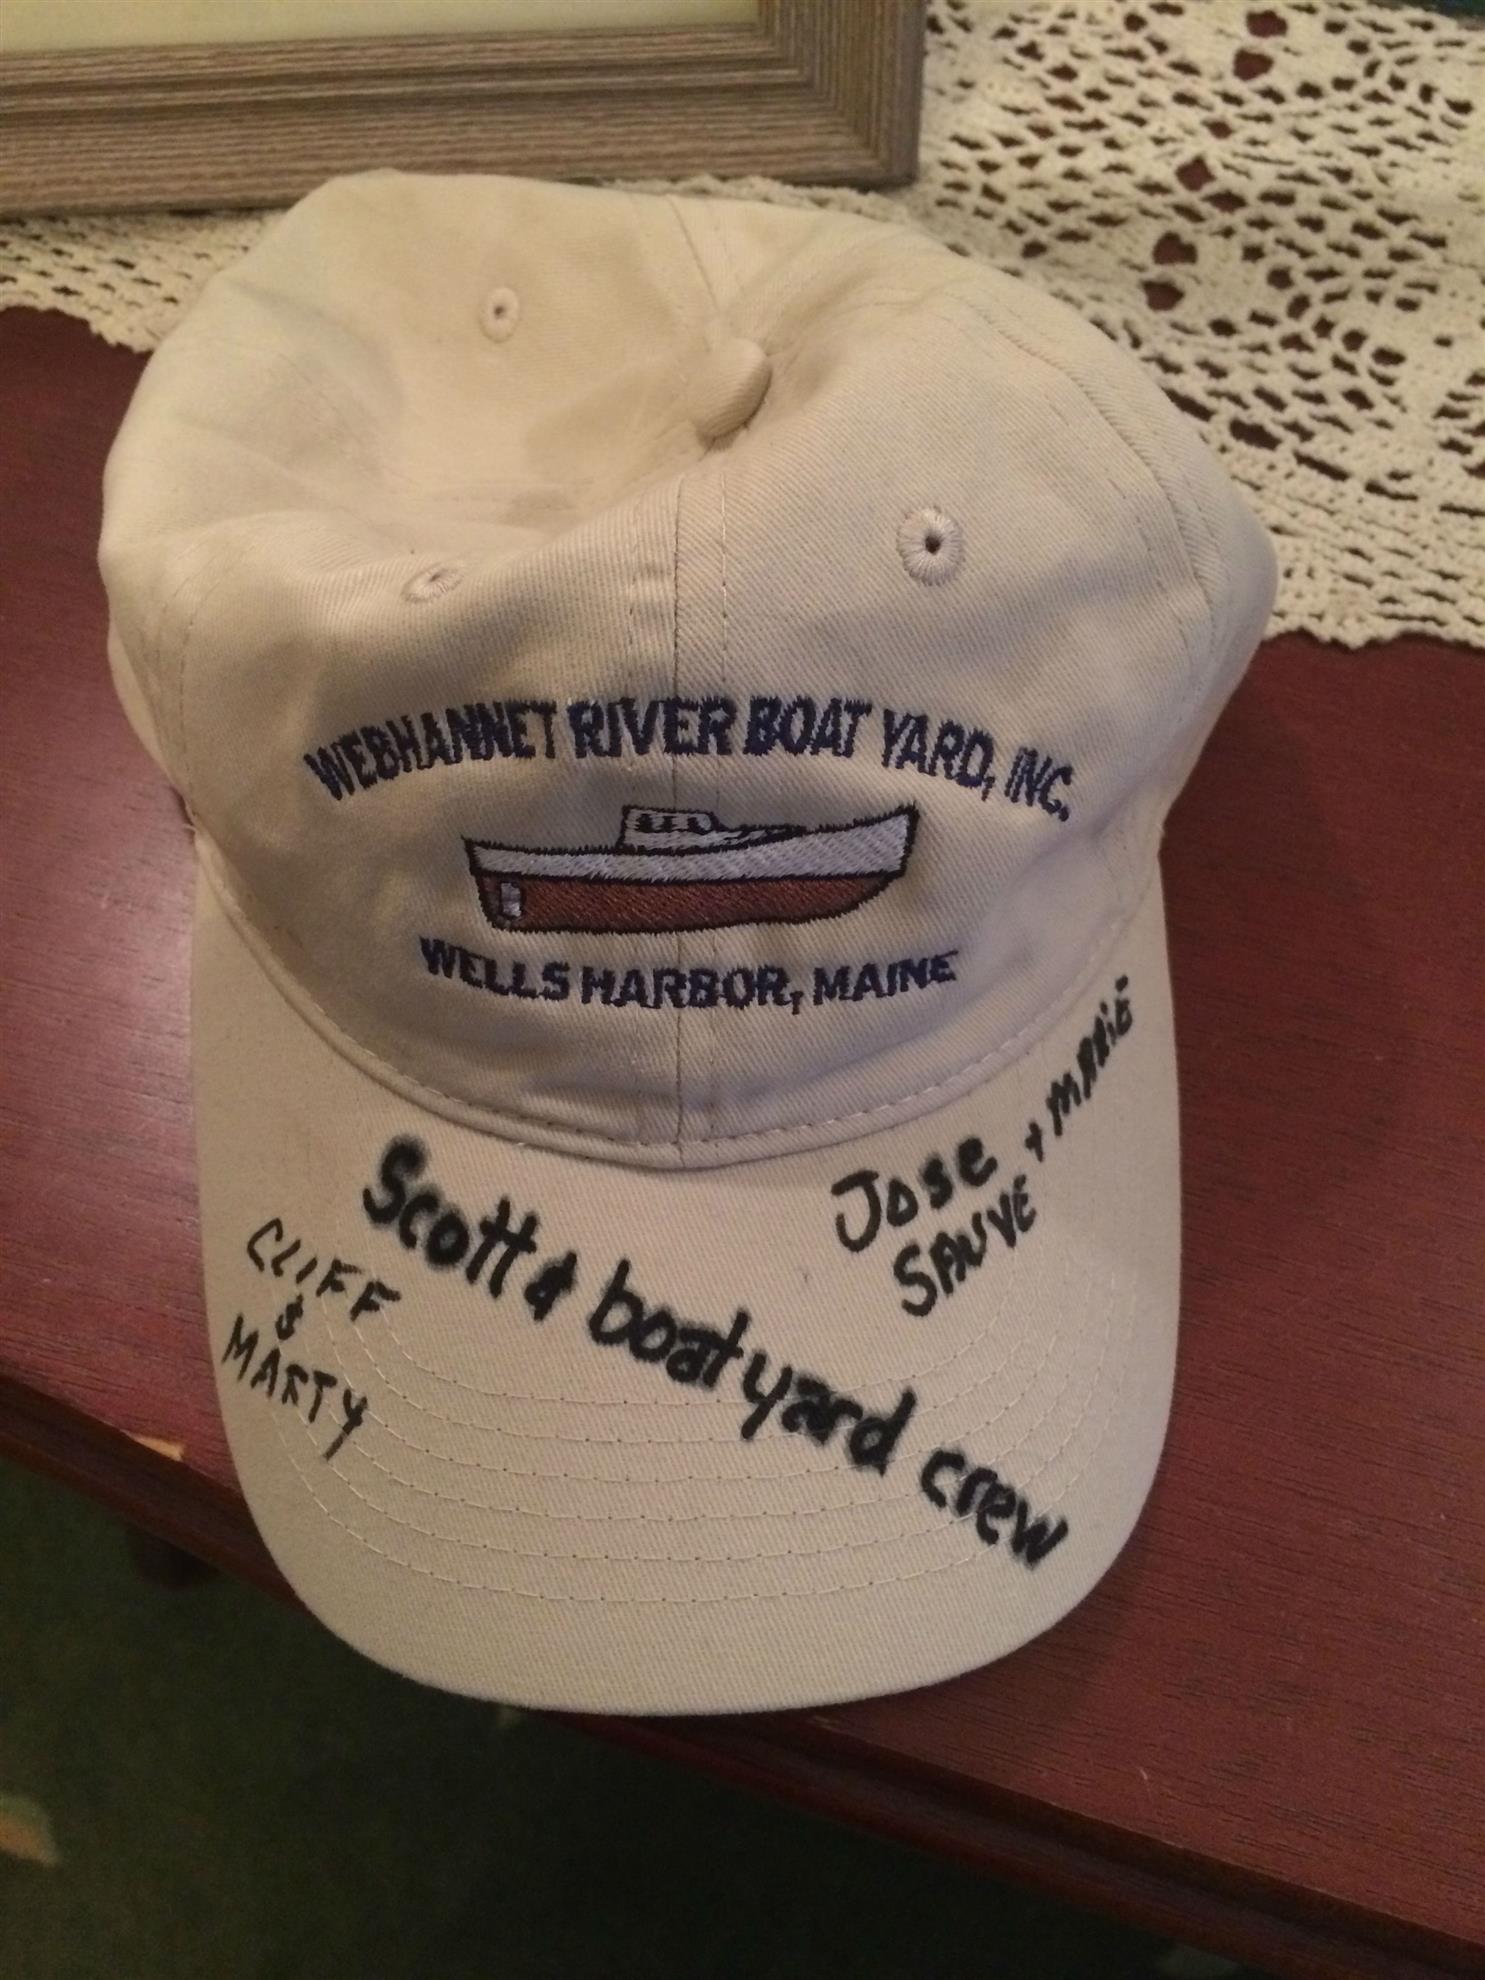 WEBHANNET RIVER BOAT YARD, INC.
WELLS HARBOR, MAINE
Scott & boatyard crew
CLIFF
&
MARTY
Jose + MARIE
SAUVE